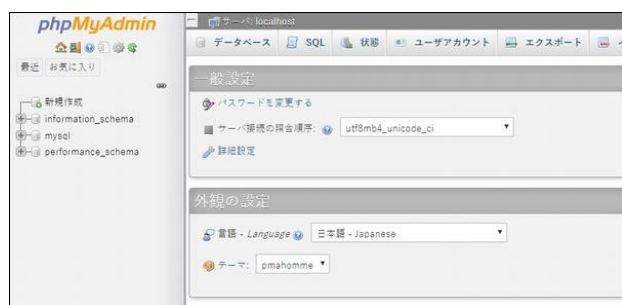 phpMyAdmin
最近 お気に入り
新規作成
information_schema
mysql
performance_schema
サーバ: localhost
データベース SQL 状態 ユーザアカウント エクスポート
一般設定
パスワードを変更する
サーバ接続の照合順序: utf8mb4_unicode_ci
詳細設定
外観の設定
言語 - Language 日本語 - Japanese
テーマ: pmahomme